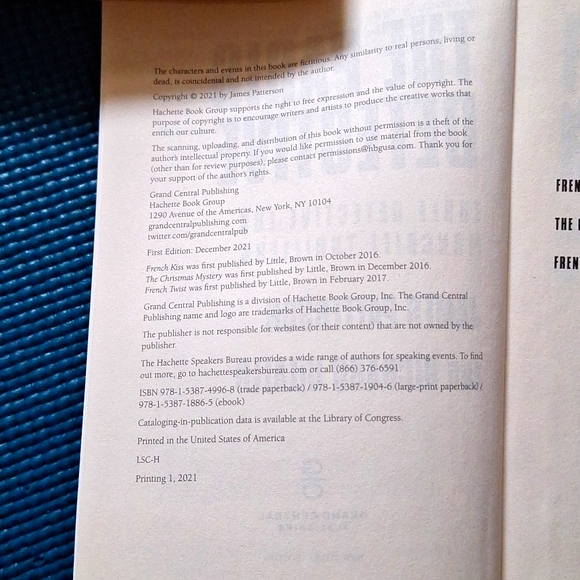 The characters and events in this book are fictitious. Any similarity to real persons, living or
dead, is coincidental and not intended by the author.
Copyright © 2021 by James Patterson
Hachette Book Group supports the right to free expression and the value of copyright. The
purpose of copyright is to encourage writers and artists to produce the creative works that
enrich our culture.
The scanning, uploading, and distribution of this book without permission is a theft of the
author's intellectual property. If you would like permission to use material from the book
(other than for review purposes), please contact permissions@hbgusa.com. Thank you for
your support of the author's rights.
Grand Central Publishing
Hachette Book Group
1290 Avenue of the Americas, New York, NY 10104
grandcentralpublishing.com
twitter.com/grandcentralpub
First Edition: December 2021
French Kiss was first published by Little, Brown in October 2016.
The Christmas Mystery was first published by Little, Brown in December 2016.
French Twist was first published by Little, Brown in February 2017.
Grand Central Publishing is a division of Hachette Book Group, Inc. The Grand Central
Publishing name and logo are trademarks of Hachette Book Group, Inc.
The publisher is not responsible for websites (or their content) that are not owned by the
publisher.
The Hachette Speakers Bureau provides a wide range of authors for speaking events. To find
out more, go to hachettespeakersbureau.com or call (866) 376-6591.
ISBN 978-1-5387-4996-8 (trade paperback) / 978-1-5387-1904-6 (large-print paperback) /
978-1-5387-1886-5 (ebook)
Cataloging-in-publication data is available at the Library of Congress.
Printed in the United States of America
LSC-H
Printing 1, 2021
FREN
THE
FREN